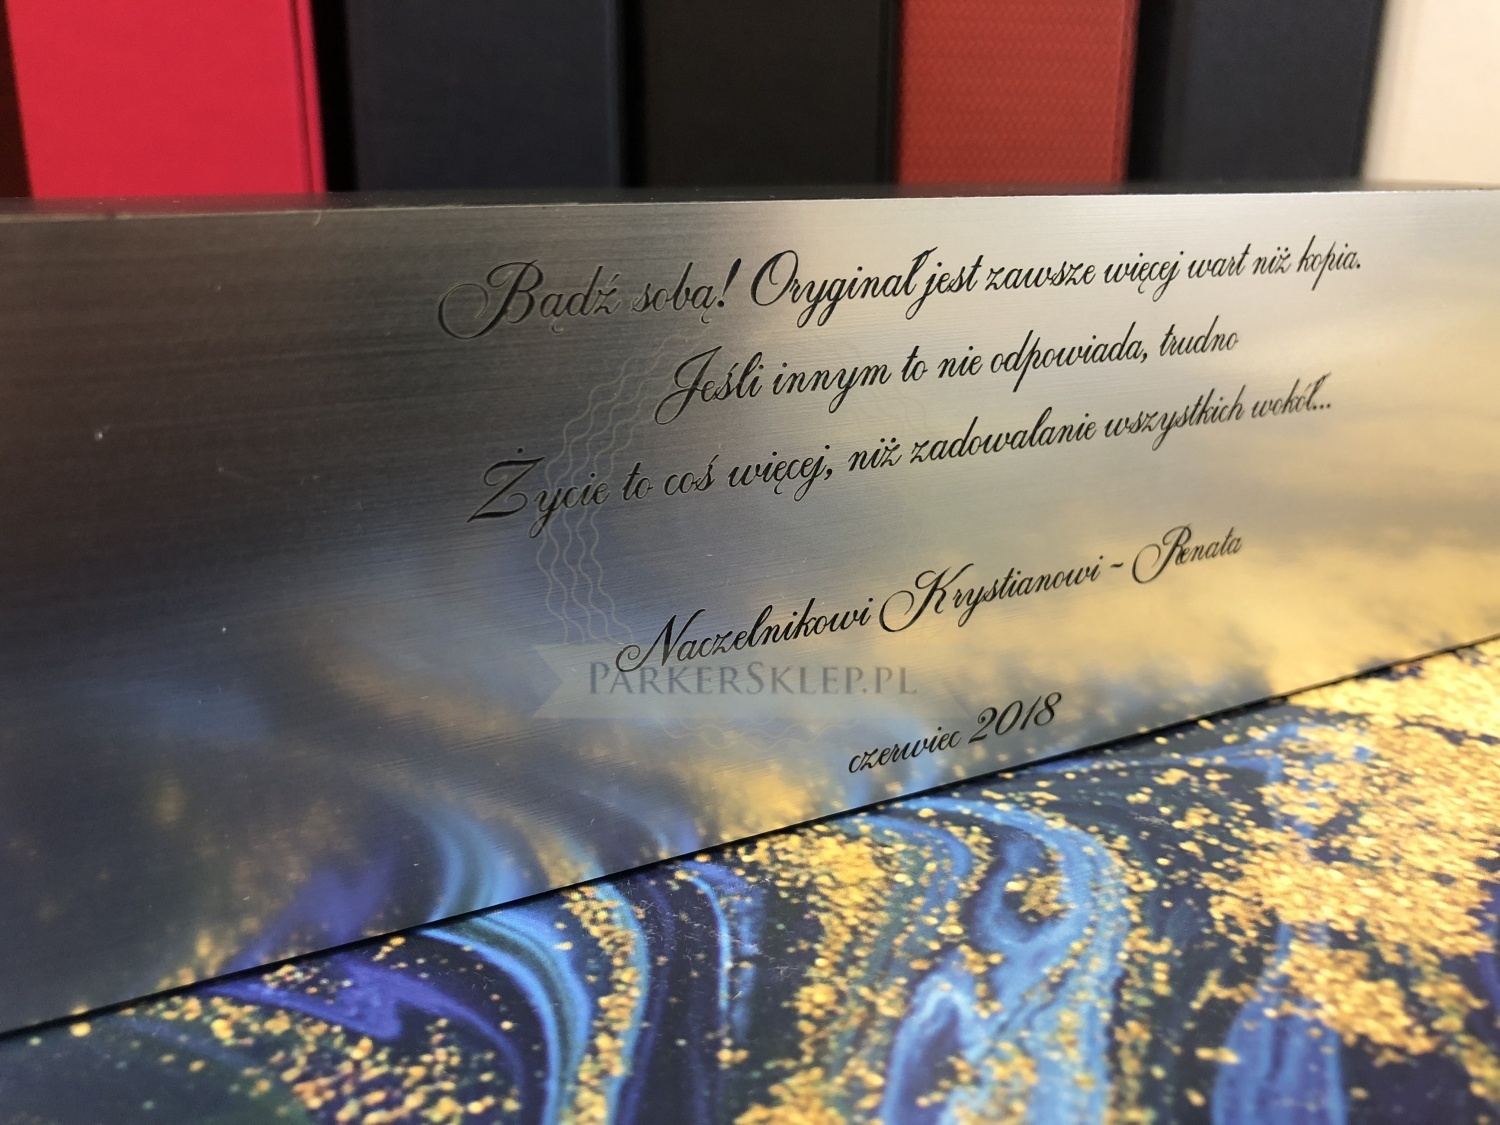 Bądź sobą! Oryginał jest zawsze więcej wart niż kopia.
Jeśli innym to nie odpowiada, trudno
Życie to coś więcej, niż zadowalanie wszystkich wokół...
Naczelnikowi Krystianowi ~ Renata
PARKERSKLEP.PL
czerwiec 2018